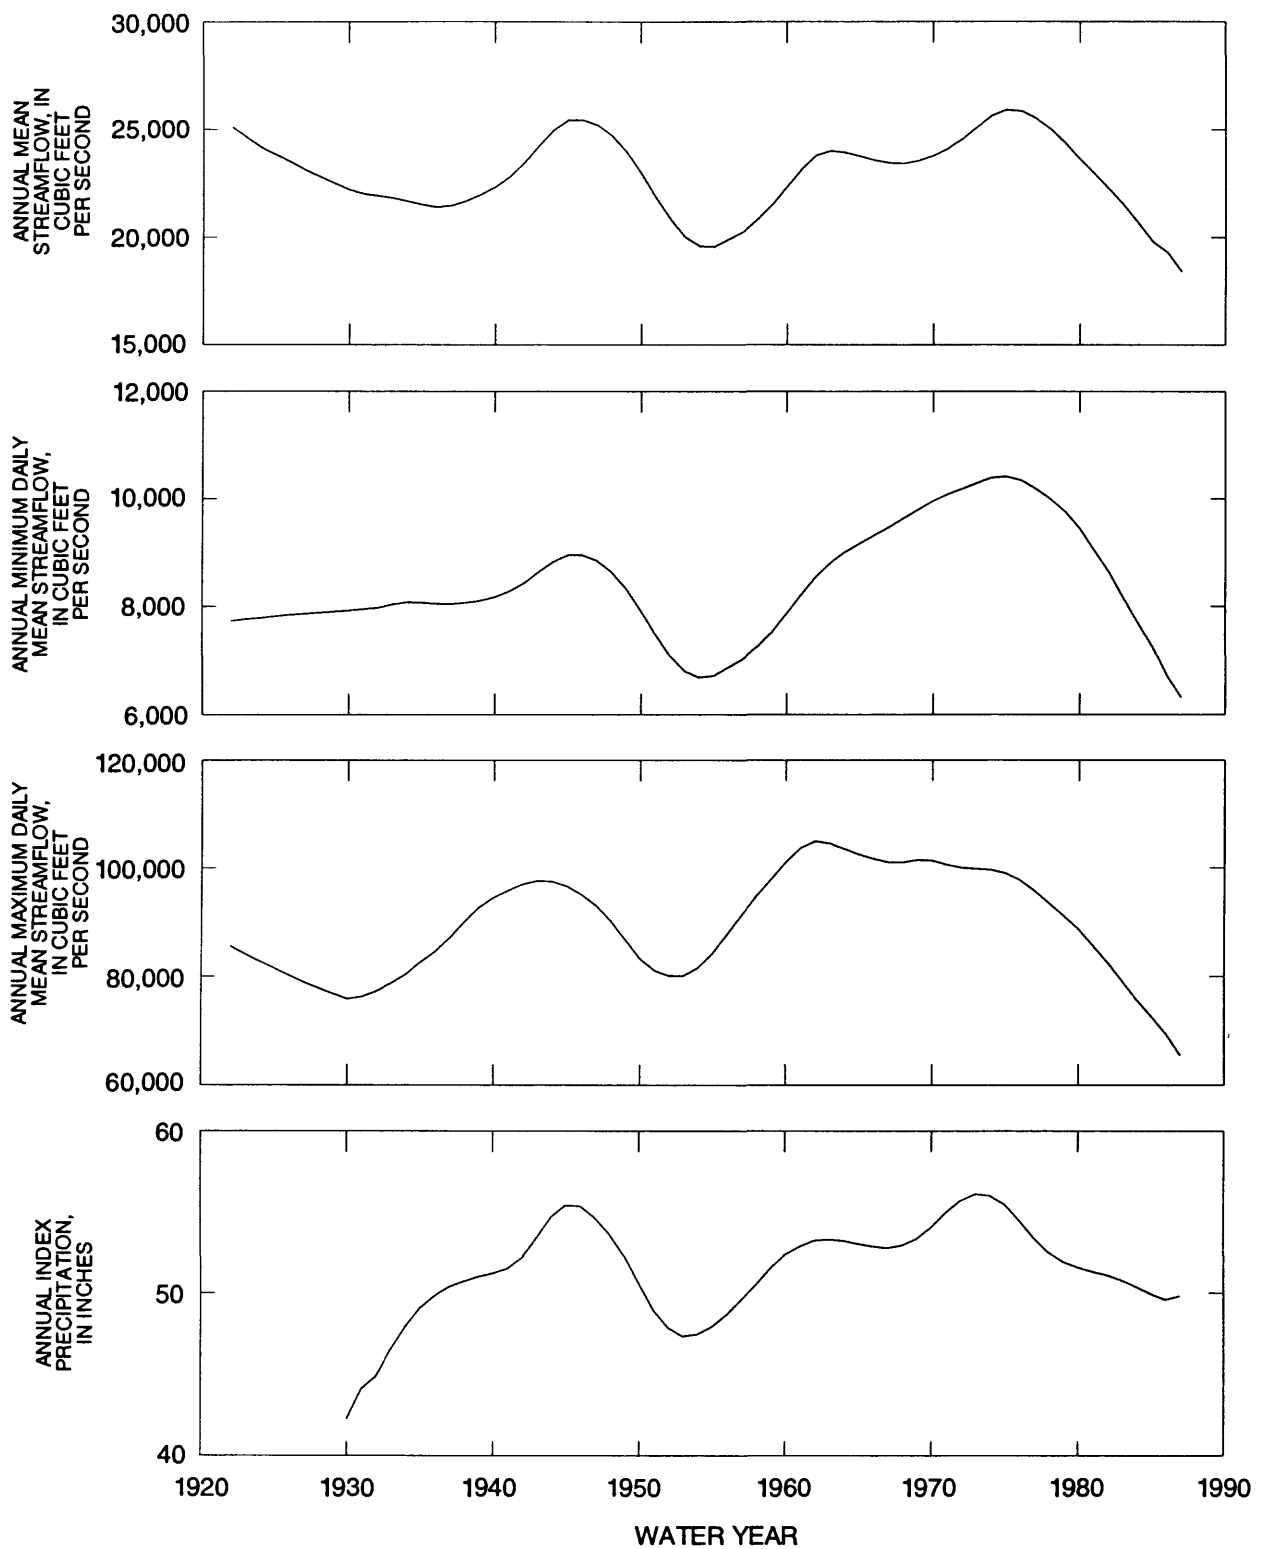 ANNUAL MEAN
STREAMFLOW, IN
CUBIC FEET
PER SECOND
30,000
25,000
20,000
15,000
ANNUAL MINIMUM DAILY
MEAN STREAMFLOW,
IN CUBIC FEET
PER SECOND
12,000
10,000
8,000
6,000
ANNUAL MAXIMUM DAILY
MEAN STREAMFLOW,
IN CUBIC FEET
PER SECOND
120,000
100,000
80,000
60,000
ANNUAL INDEX
PRECIPITATION,
IN INCHES
60
50
40
1920 1930 1940 1950 1960 1970 1980 1990
WATER YEAR